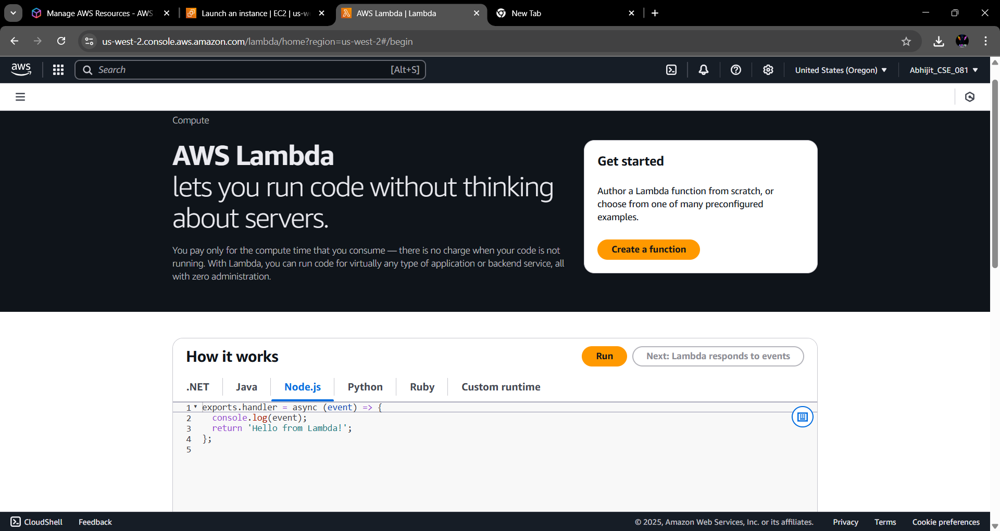 Manage AWS Resources - AWS
Launch an instance | EC2 | us-we
AWS Lambda | Lambda
New Tab
us-west-2.console.aws.amazon.com/lambda/home?region=us-west-2#/begin
aws
Search
[Alt+S]
United States (Oregon)
Abhijit_CSE_081
Compute
AWS Lambda
lets you run code without thinking
about servers.
You pay only for the compute time that you consume — there is no charge when your code is not
running. With Lambda, you can run code for virtually any type of application or backend service, all
with zero administration.
Get started
Author a Lambda function from scratch, or
choose from one of many preconfigured
examples.
Create a function
How it works
Run
Next: Lambda responds to events
.NET
Java
Node.js
Python
Ruby
Custom runtime
1 exports.handler = async (event) => {
2 console.log(event);
3 return 'Hello from Lambda!';
4 };
5
CloudShell
Feedback
© 2025, Amazon Web Services, Inc. or its affiliates.
Privacy
Terms
Cookie preferences